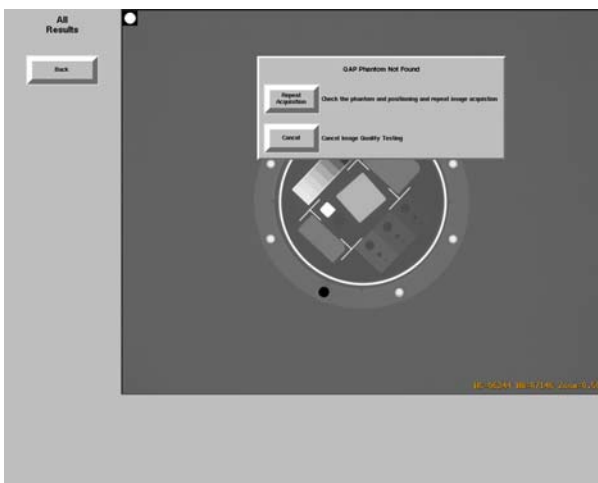 All
Results
Back
QAP Phantom Not Found
Repeat
Acquisition
Check the phantom and positioning and repeat image acquisition
Cancel
Cancel Image Quality Testing